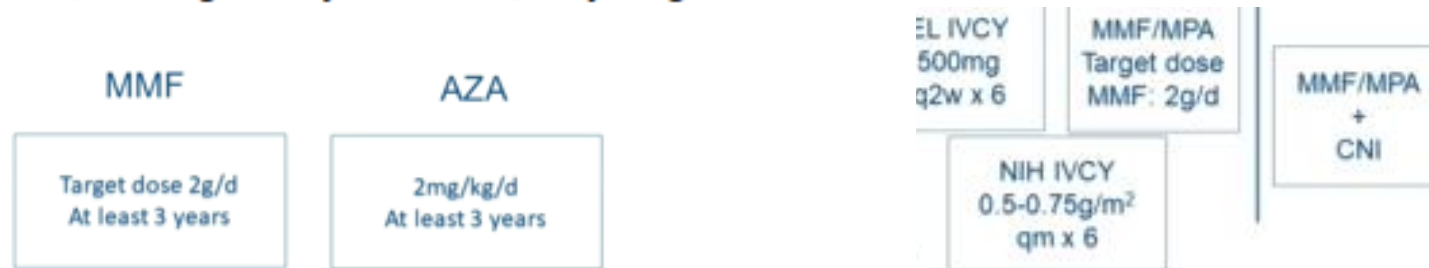 MMF
AZA
Target dose 2g/d
At least 3 years
2mg/kg/d
At least 3 years
EL IVCY
500mg
q2w x 6
MMF/MPA
Target dose
MMF: 2g/d
NIH IVCY
0.5-0.75g/m²
qm x 6
MMF/MPA
+
CNI